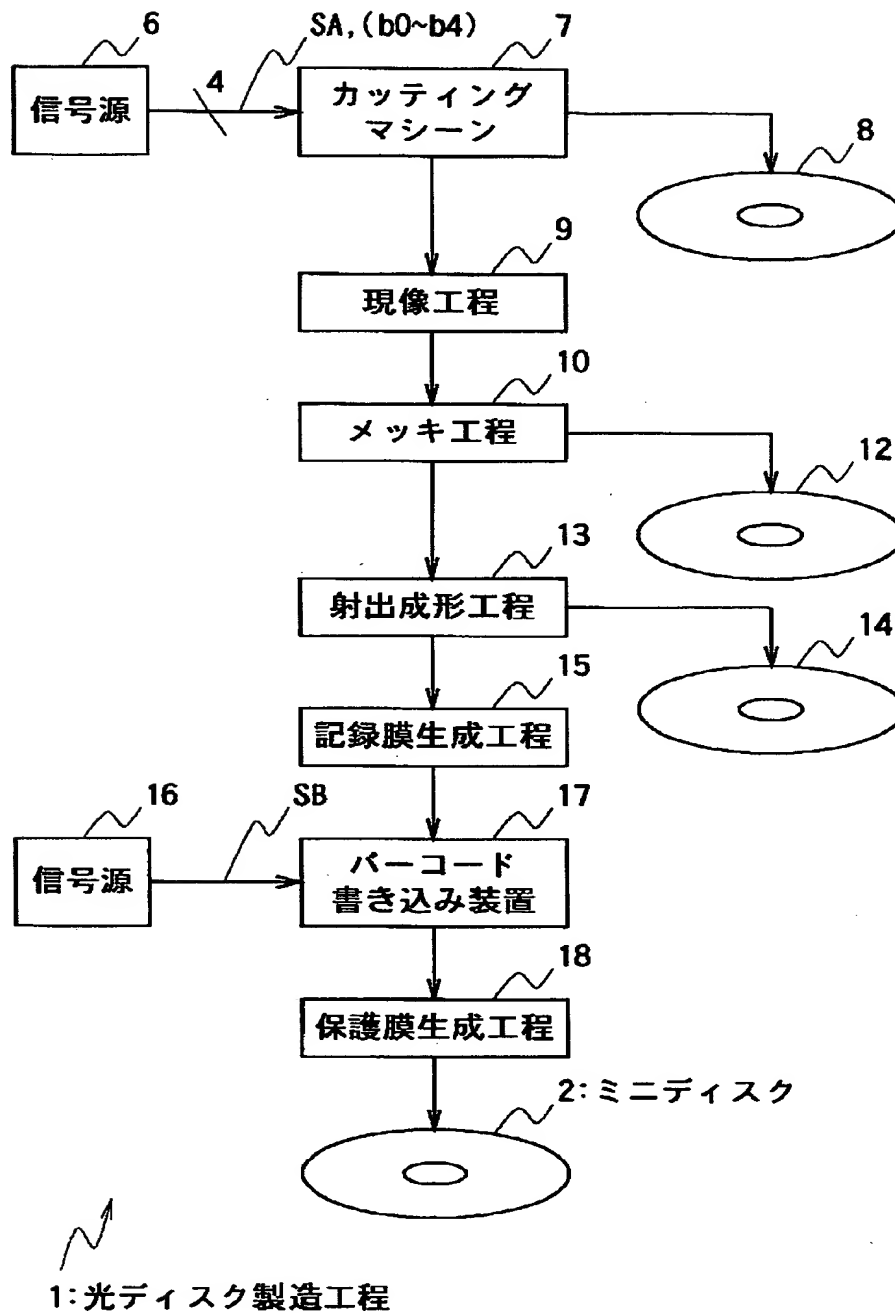 6
SA,(b0~b4)
7
信号源
4
カッティング
マシーン
8
9
現像工程
10
メッキ工程
12
13
射出成形工程
14
15
記録膜生成工程
16
SB
17
信号源
バーコード
書き込み装置
18
保護膜生成工程
2:ミニディスク
1:光ディスク製造工程